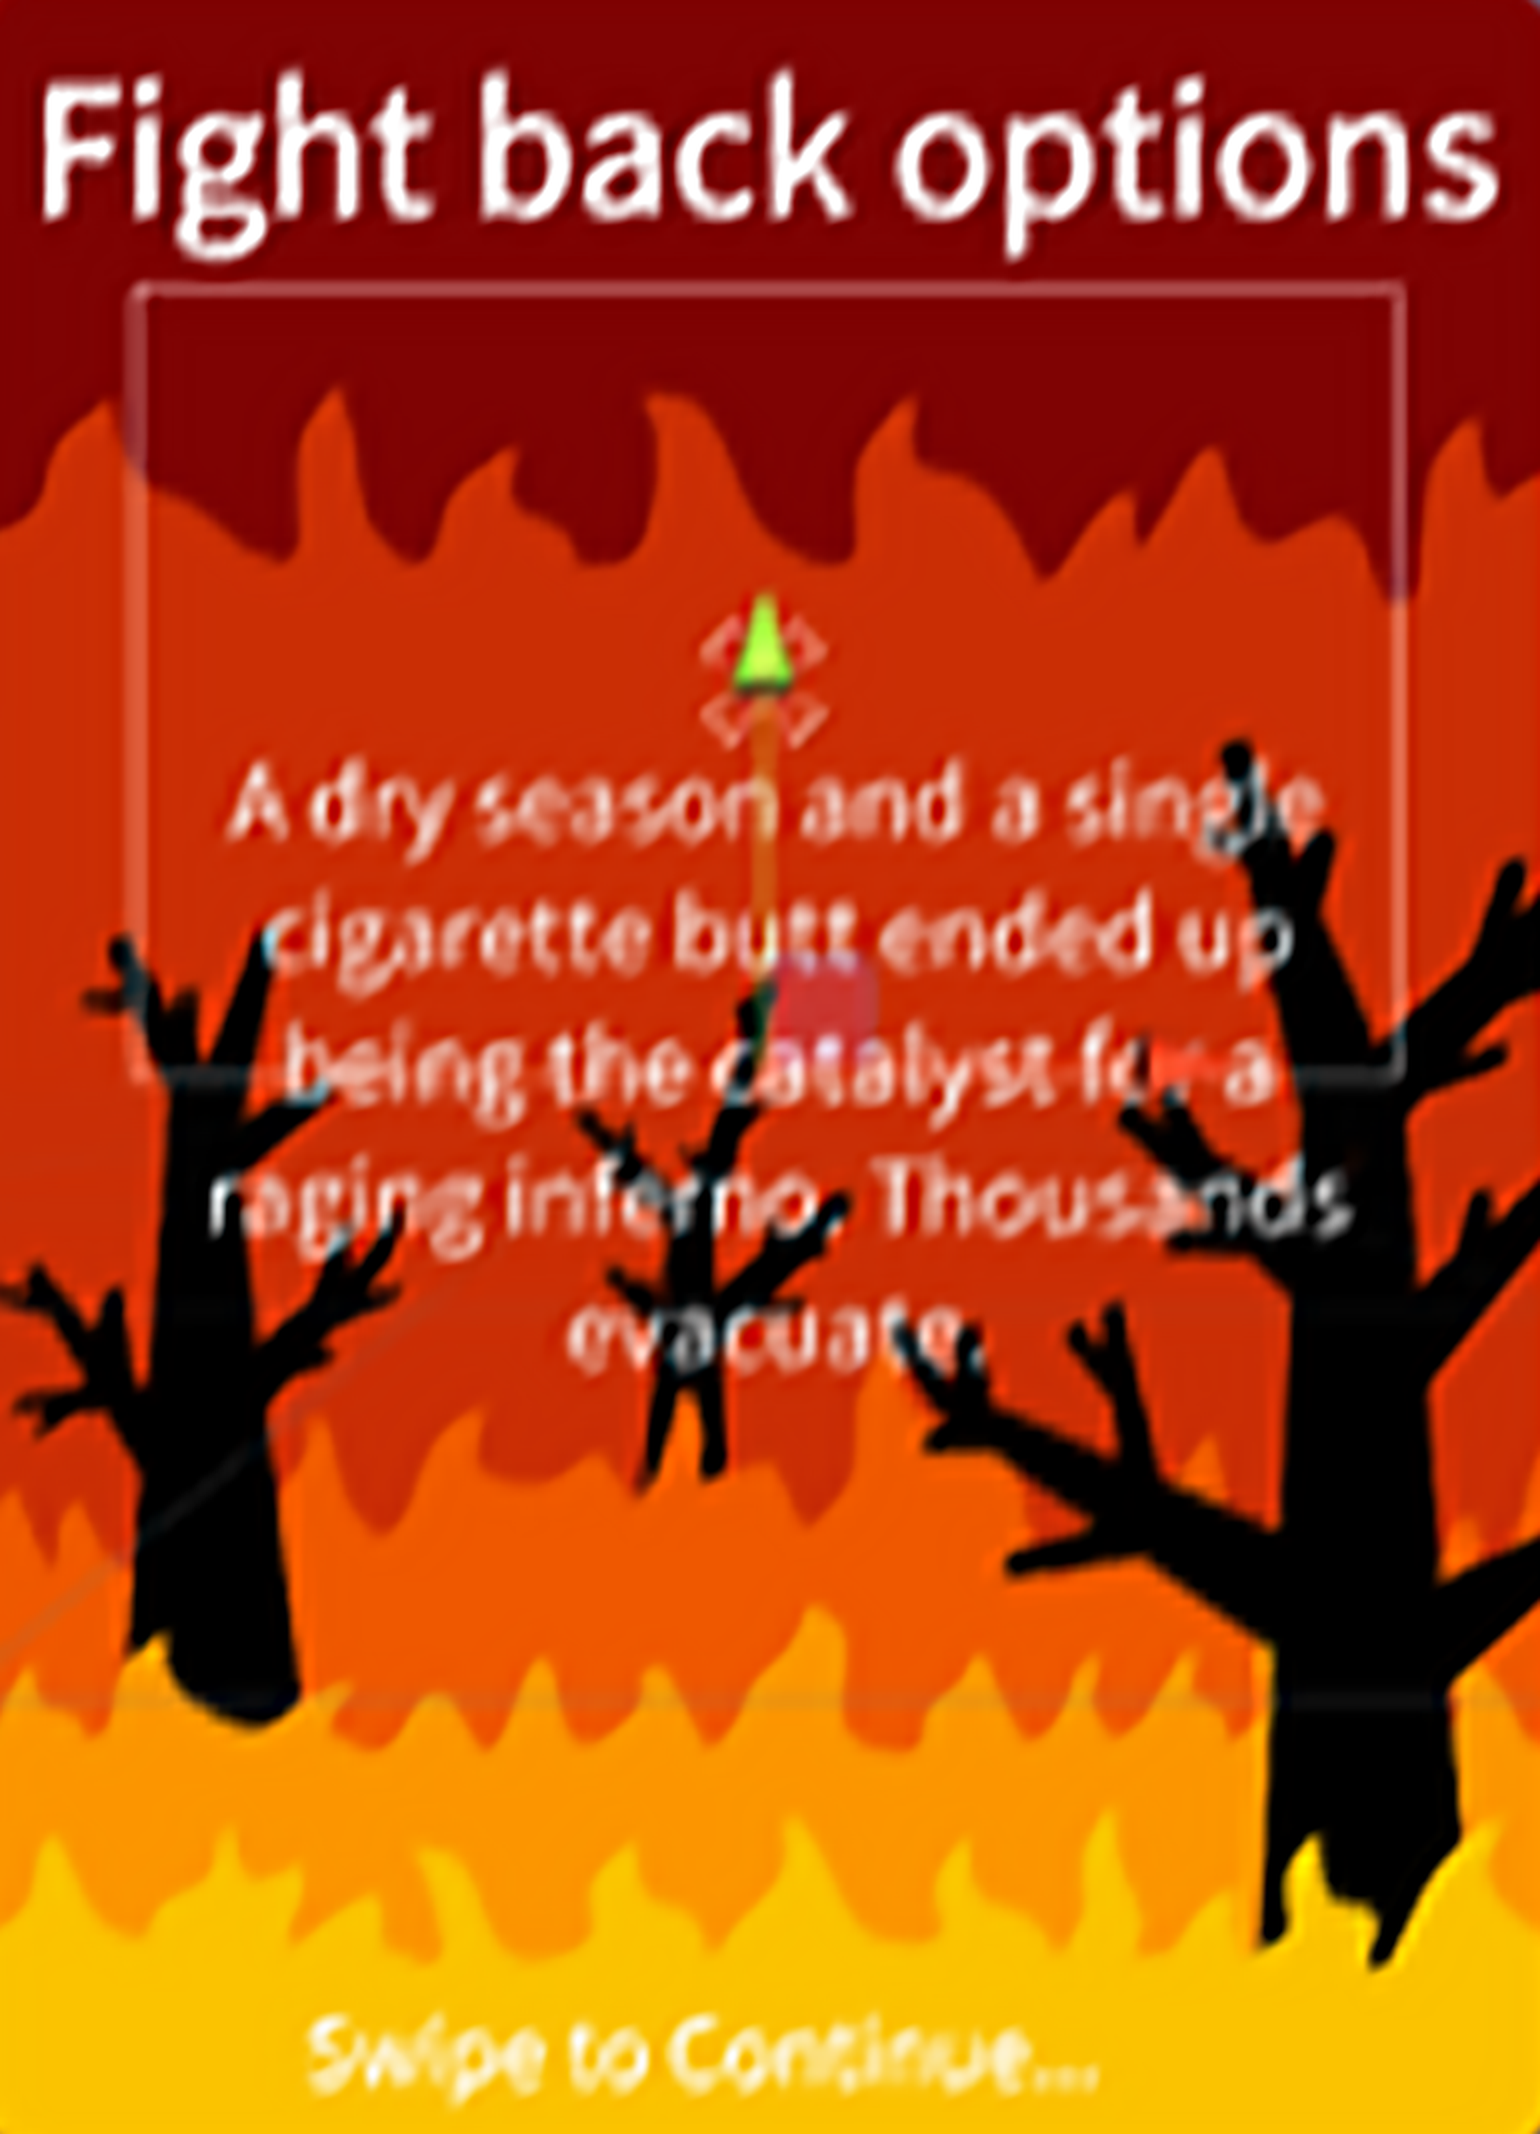 Fight back options
A dry season and a single
cigarette butt ended up
being the catalyst for a
raging inferno. Thousands
evacuate.
Swipe to Continue...